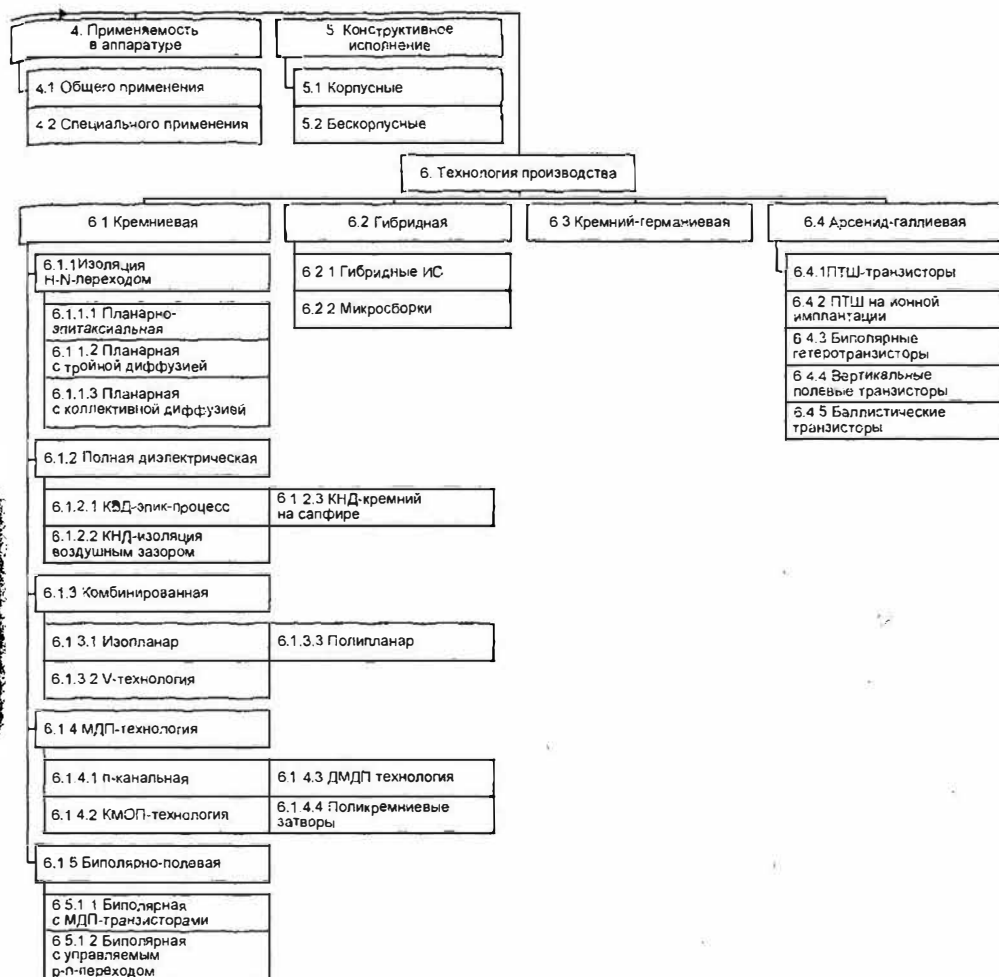 4. Применяемость
в аппаратуре
5 Конструктивное
исполнение
4.1 Общего применения
4 2 Специального применения
5.1 Корпусные
5.2 Бескорпусные
6. Технология производства
6 1 Кремниевая
6.2 Гибридная
6 3 Кремний-германиевая
6.4 Арсенид-галлиевая
6.1.1 Изоляция
Н-N-переходом
6.1.1.1 Планарно-
эпитаксиальная
6.1 1.2 Планарная
с тройной диффузией
6.1.1.3 Планарная
с коллективной диффузией
6 2 1 Гибридные ИС
6.2 2 Микросборки
6.4.1ПТШ-транзисторы
6.4 2 ПТШ на ионной
имплантации
6 4.3 Биполярные
гетеротранзисторы
6 4.4 Вертикальные
полевые транзисторы
6.4 5 Баллистические
транзисторы
6.1.2 Полная диэлектрическая
6.1.2.1 КВД-эпик-процесс
6 1 2.3 КНД-кремний
на сапфире
6.1.2.2 КНД-изоляция
воздушным зазором
6.1.3 Комбинированная
6.1 3.1 Изопланар
6.1.3.3 Полипланар
6.1.3 2 V-технология
6.1 4 МДП-технология
6.1 4.1 n-канальная
6.1 4.3 ДМДП технология
6.1 4.2 КМОП-технология
6.1.4.4 Поликремниевые
затворы
6.1 5 Биполярно-полевая
6 5.1 1 Биполярная
с МДП-транзисторами
6 5.1 2 Биполярная
с управляемым
p-n-переходом